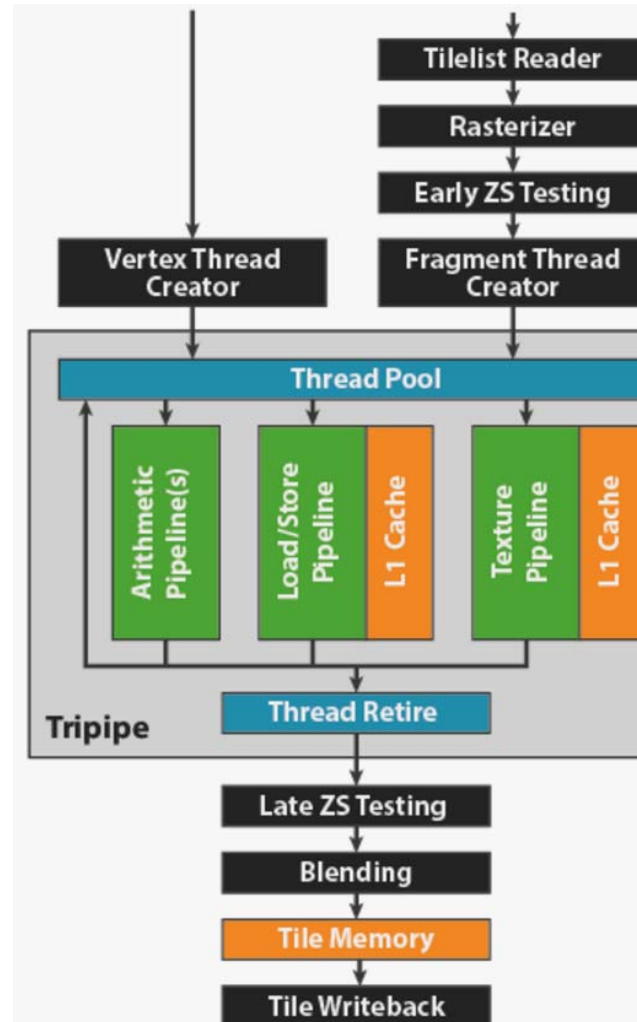 Tilelist Reader
Rasterizer
Early ZS Testing
Vertex Thread
Creator
Fragment Thread
Creator
Thread Pool
Arithmetic
Pipeline(s)
Load/Store
Pipeline
L1 Cache
Texture
Pipeline
L1 Cache
Thread Retire
Tripipe
Late ZS Testing
Blending
Tile Memory
Tile Writeback